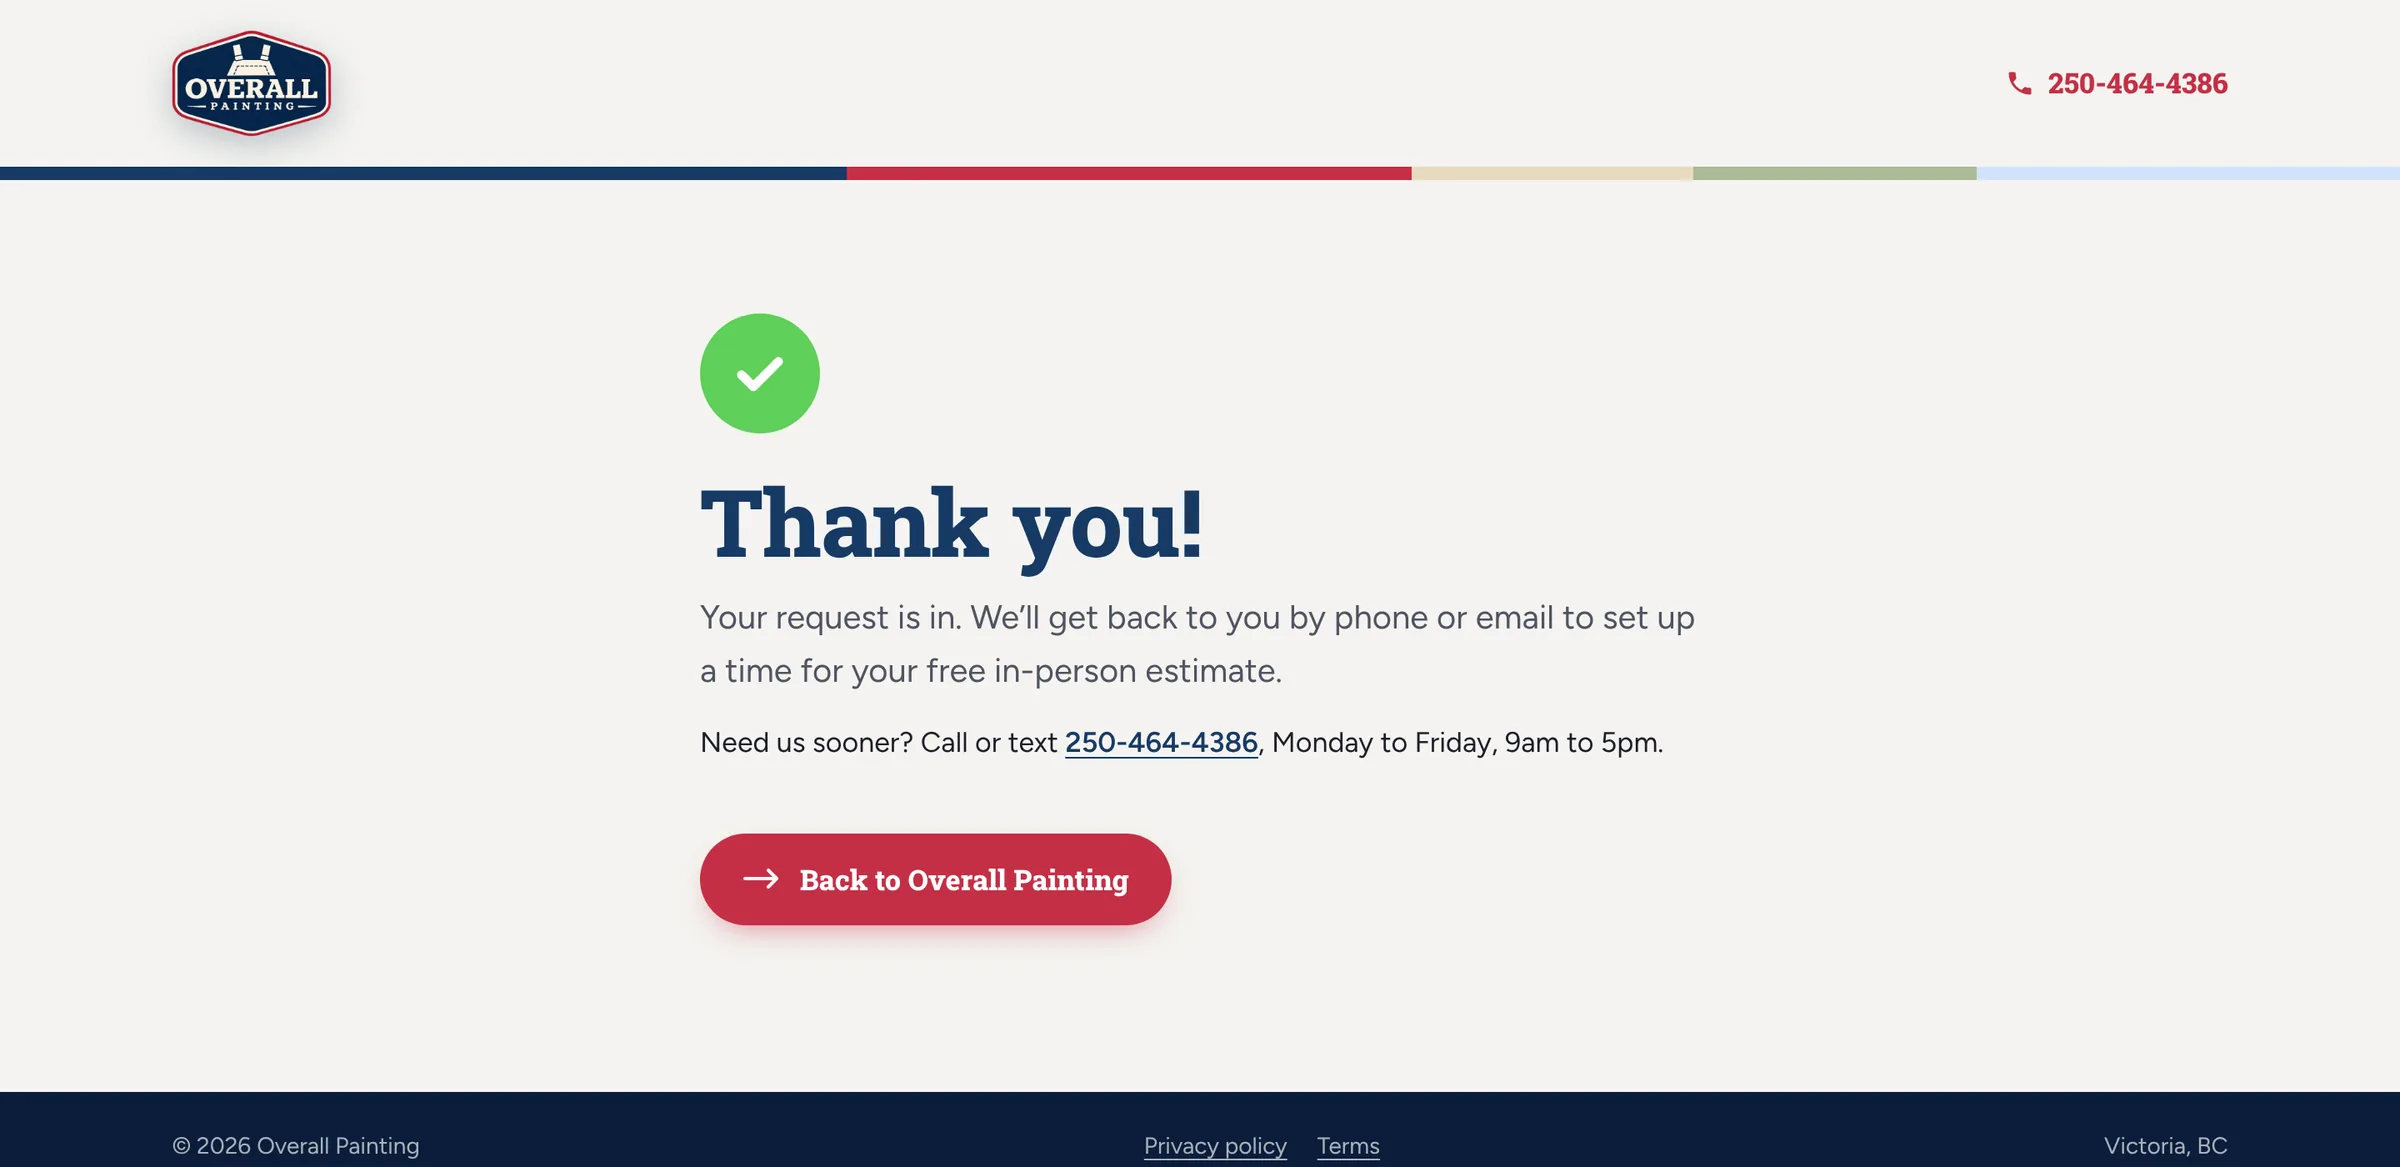 OVERALL
PAINTING
250-464-4386
Thank you!
Your request is in. We’ll get back to you by phone or email to set up
a time for your free in-person estimate.
Need us sooner? Call or text 250-464-4386, Monday to Friday, 9am to 5pm.
Back to Overall Painting
© 2026 Overall Painting
Privacy policy
Terms
Victoria, BC